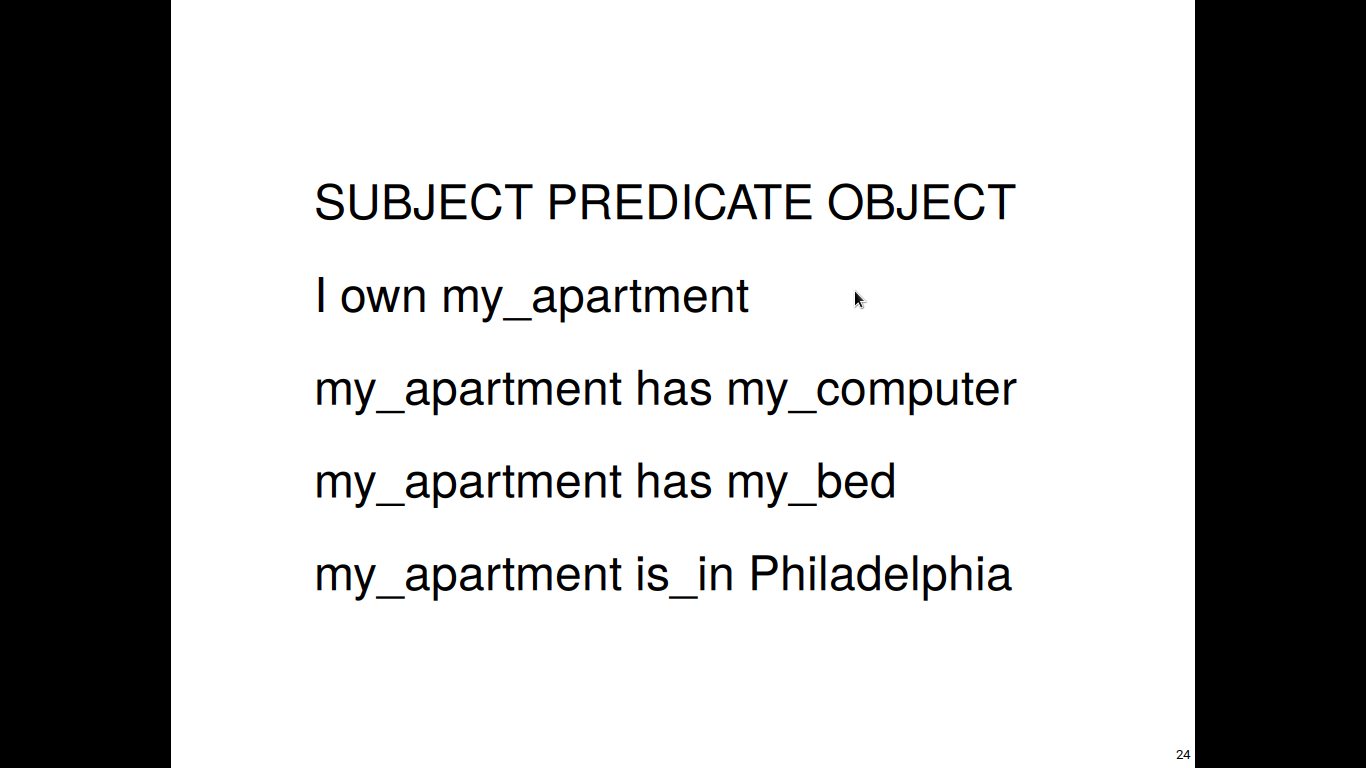 SUBJECT PREDICATE OBJECT
I own my_apartment
my_apartment has my_computer
my_apartment has my_bed
my_apartment is_in Philadelphia
24